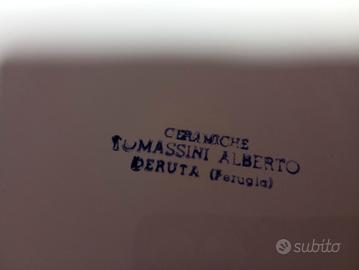 CERAMICHE
TOMASSINI ALBERTO
DERUTA (Perugia)
subito